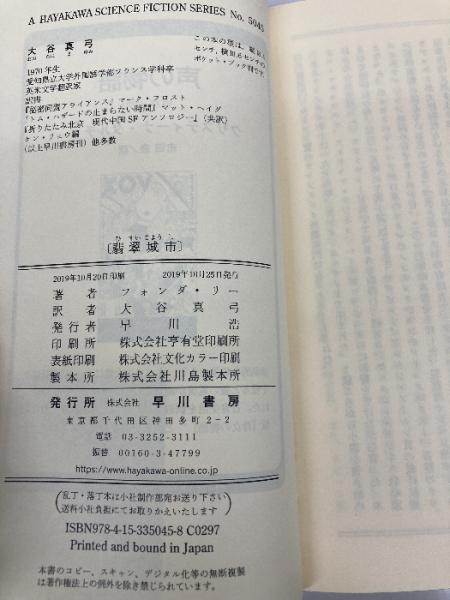 A HAYAKAWA SCIENCE FICTION SERIES No. 5045
大谷真弓
1970年生
愛知県立大学外国語学部フランス学科卒
英米文学翻訳家
訳書
『秘密同盟アライアンス』マーク・フロスト
『トム・ハザードの止まらない時間』マット・ヘイグ
『折りたたみ北京 現代中国SFアンソロジー』(共訳)
ケン・リュウ編
(以上早川書房刊)他多数
この本の型は、縦18.4
センチ、横10.6センチの
ポケット・ブック判です。
〔翡翠城市〕
2019年10月20日印刷 2019年10月25日発行
著者 フォンダ・リー
訳者 大谷真弓
発行者 早川浩
印刷所 株式会社亨有堂印刷所
表紙印刷 株式会社文化カラー印刷
製本所 株式会社川島製本所
発行所 株式会社 早川書房
東京都千代田区神田多町2-2
電話 03-3252-3111
振替 00160-3-47799
https://www.hayakawa-online.co.jp
(乱丁・落丁本は小社制作部宛お送り下さい
送料小社負担にてお取りかえいたします)
ISBN978-4-15-335045-8 C0297
Printed and bound in Japan
本書のコピー、スキャン、デジタル化等の無断複製
は著作権法上の例外を除き禁じられています。